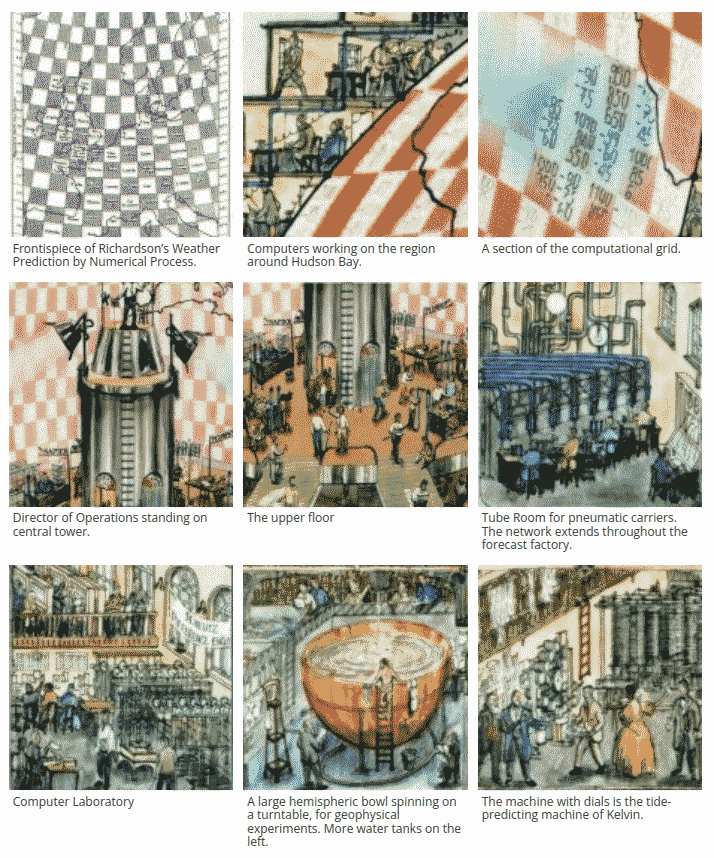 Frontispiece of Richardson's Weather
Prediction by Numerical Process.
Computers working on the region
around Hudson Bay.
A section of the computational grid.
Director of Operations standing on
central tower.
The upper floor
Tube Room for pneumatic carriers.
The network extends throughout the
forecast factory.
Computer Laboratory
A large hemispheric bowl spinning on
a turntable, for geophysical
experiments. More water tanks on the
left.
The machine with dials is the tide-
predicting machine of Kelvin.